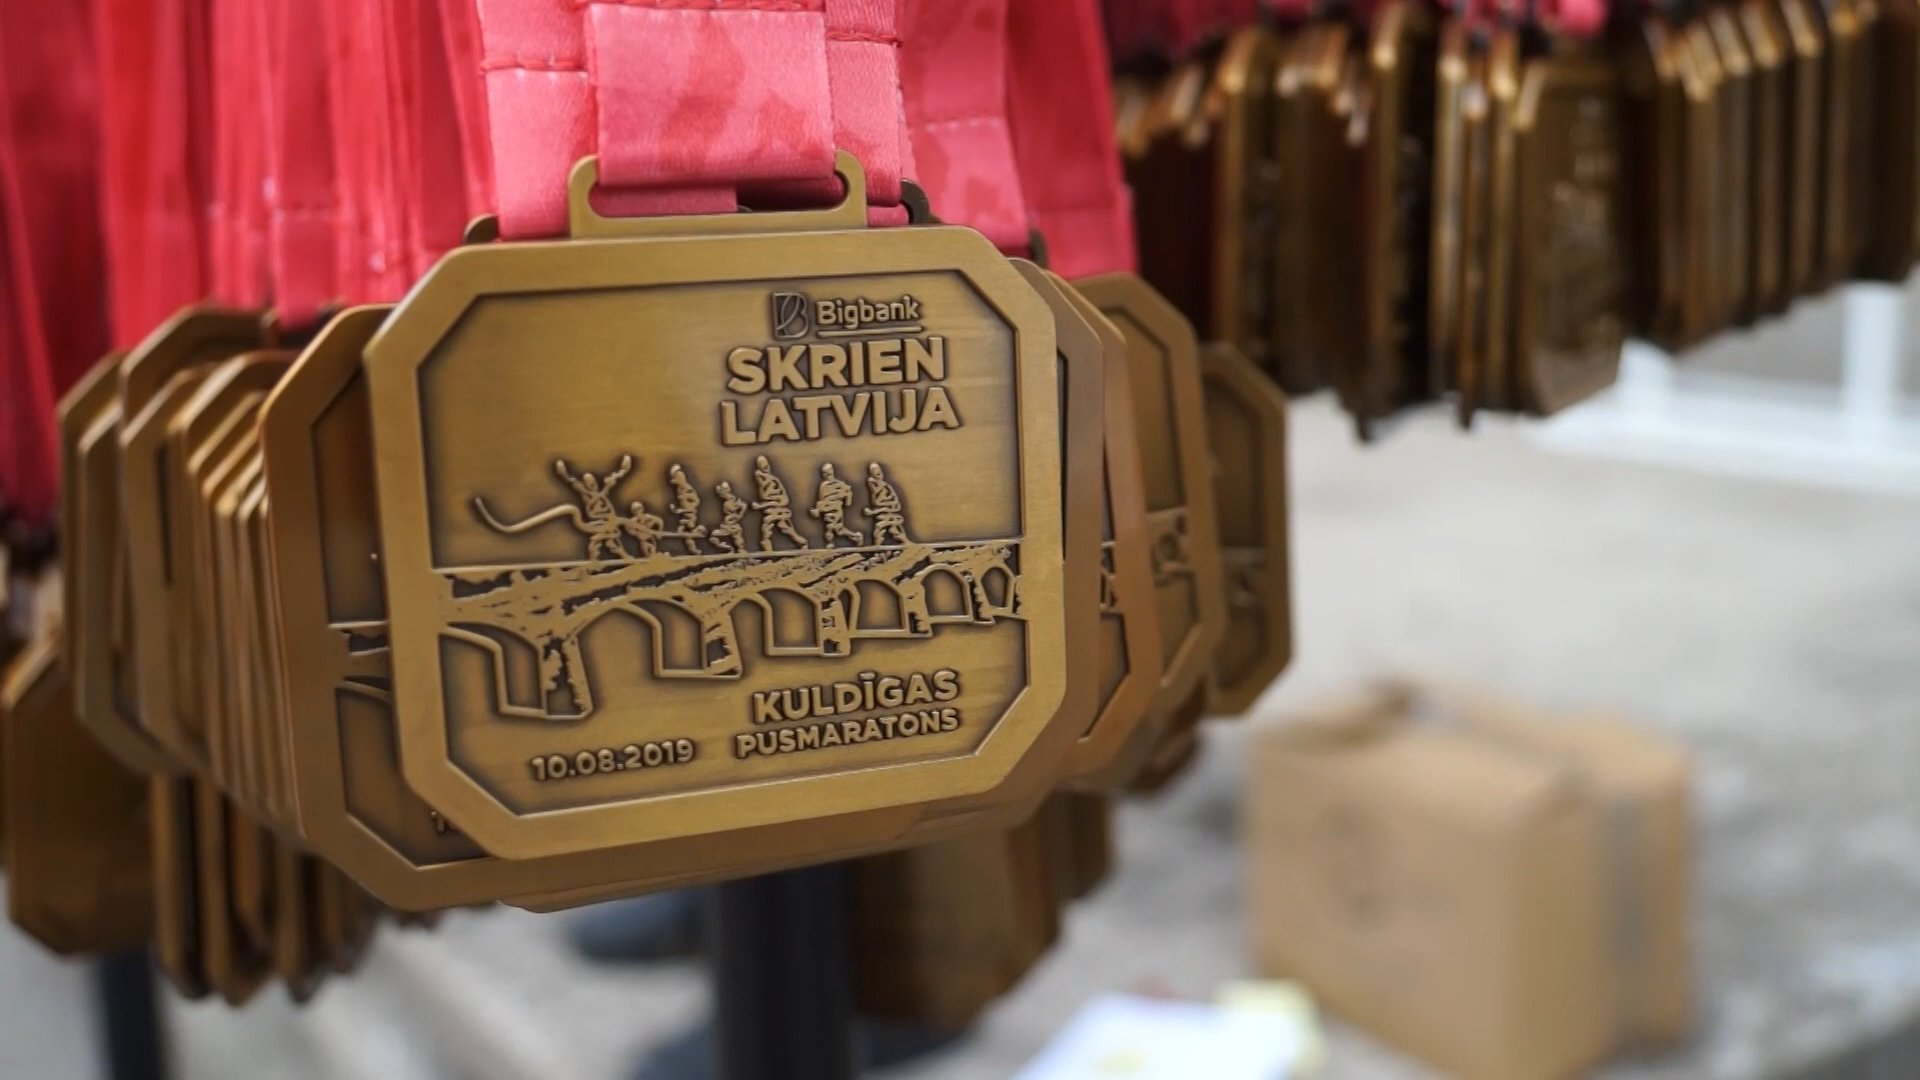 Bigbank
SKRIEN
LATVIJA
KULDĪGAS
PUSMARATONS
10.08.2019